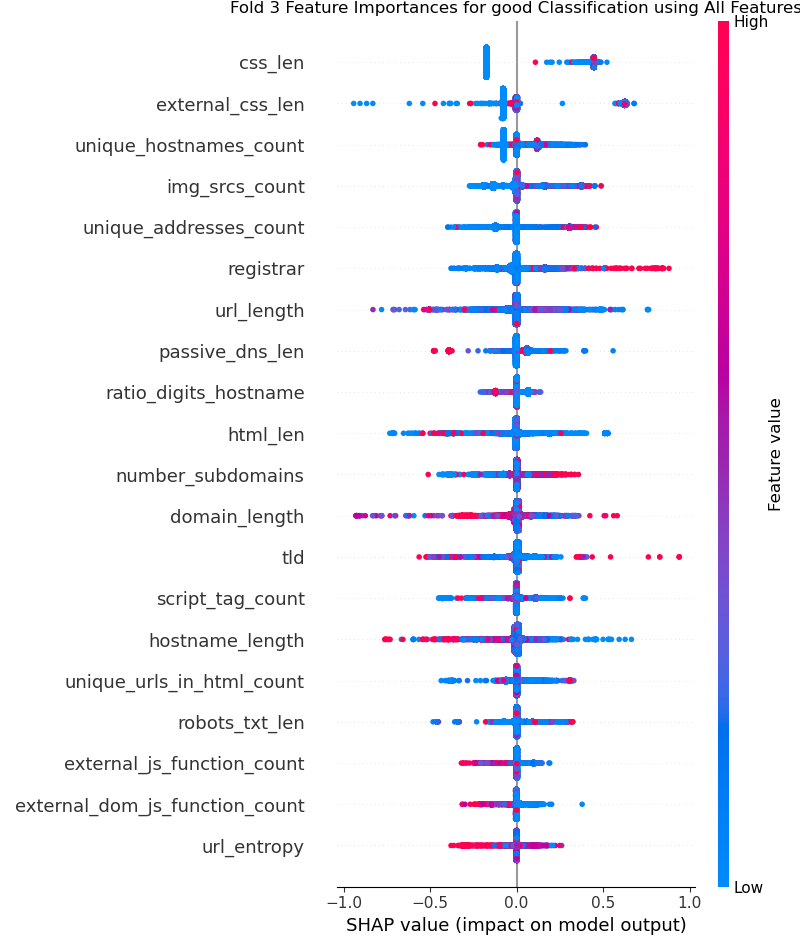 Fold 3 Feature Importances for good Classification using All Features
High
css_len
external_css_len
unique_hostnames_count
img_srcs_count
unique_addresses_count
registrar
url_length
passive_dns_len
ratio_digits_hostname
html_len
number_subdomains
domain_length
tld
script_tag_count
hostname_length
unique_urls_in_html_count
robots_txt_len
external_js_function_count
external_dom_js_function_count
url_entropy
Feature value
Low
−1.0 −0.5 0.0 0.5 1.0
SHAP value (impact on model output)